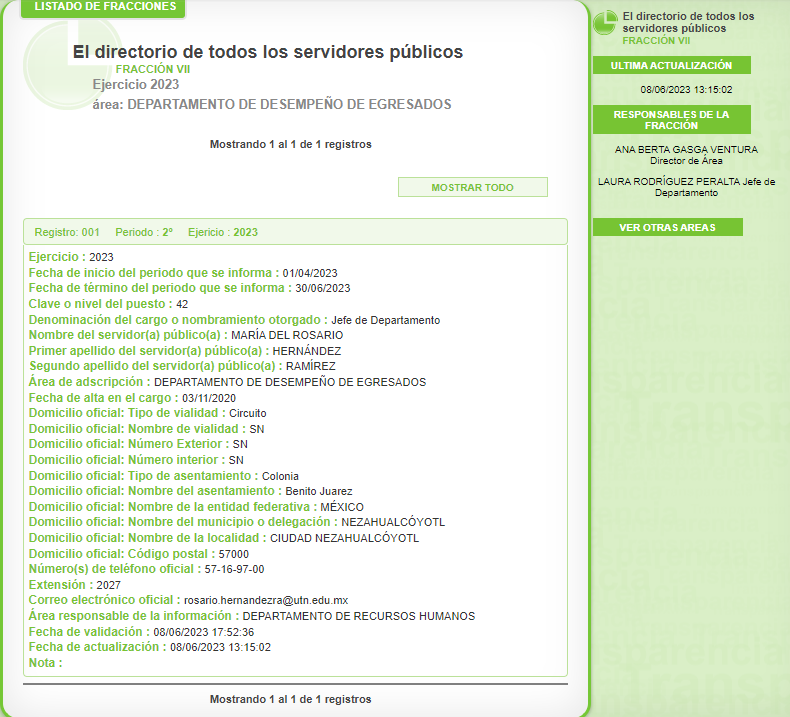 LISTADO DE FRACCIONES
El directorio de todos los servidores públicos
FRACCIÓN VII
Ejercicio 2023
área: DEPARTAMENTO DE DESEMPEÑO DE EGRESADOS
Mostrando 1 al 1 de 1 registros
MOSTRAR TODO
Registro: 001 Periodo : 2º Ejericio : 2023
Ejercicio : 2023
Fecha de inicio del periodo que se informa : 01/04/2023
Fecha de término del periodo que se informa : 30/06/2023
Clave o nivel del puesto : 42
Denominación del cargo o nombramiento otorgado : Jefe de Departamento
Nombre del servidor(a) público(a) : MARÍA DEL ROSARIO
Primer apellido del servidor(a) público(a) : HERNÁNDEZ
Segundo apellido del servidor(a) público(a) : RAMÍREZ
Área de adscripción : DEPARTAMENTO DE DESEMPEÑO DE EGRESADOS
Fecha de alta en el cargo : 03/11/2020
Domicilio oficial: Tipo de vialidad : Circuito
Domicilio oficial: Nombre de vialidad : SN
Domicilio oficial: Número Exterior : SN
Domicilio oficial: Número interior : SN
Domicilio oficial: Tipo de asentamiento : Colonia
Domicilio oficial: Nombre del asentamiento : Benito Juarez
Domicilio oficial: Nombre de la entidad federativa : MÉXICO
Domicilio oficial: Nombre del municipio o delegación : NEZAHUALCÓYOTL
Domicilio oficial: Nombre de la localidad : CIUDAD NEZAHUALCÓYOTL
Domicilio oficial: Código postal : 57000
Número(s) de teléfono oficial : 57-16-97-00
Extensión : 2027
Correo electrónico oficial : rosario.hernandezra@utn.edu.mx
Área responsable de la información : DEPARTAMENTO DE RECURSOS HUMANOS
Fecha de validación : 08/06/2023 17:52:36
Fecha de actualización : 08/06/2023 13:15:02
Nota :
Mostrando 1 al 1 de 1 registros
El directorio de todos los
servidores públicos
FRACCIÓN VII
ULTIMA ACTUALIZACIÓN
08/06/2023 13:15:02
RESPONSABLES DE LA
FRACCIÓN
ANA BERTA GASGA VENTURA
Director de Área
LAURA RODRÍGUEZ PERALTA Jefe de
Departamento
VER OTRAS AREAS